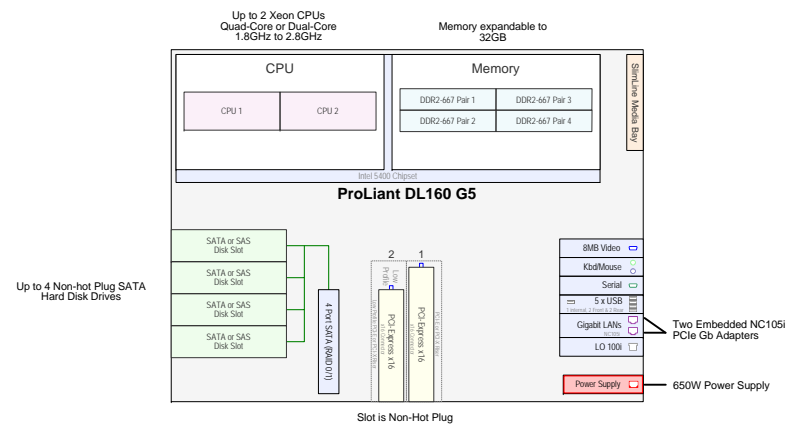 Up to 2 Xeon CPUs
Quad-Core or Dual-Core
1.8GHz to 2.8GHz
Memory expandable to
32GB
CPU
Memory
SlimLine Media Bay
CPU 1
CPU 2
DDR2-667 Pair 1
DDR2-667 Pair 3
DDR2-667 Pair 2
DDR2-667 Pair 4
Intel 5400 Chipset
ProLiant DL160 G5
SATA or SAS
Disk Slot
SATA or SAS
Disk Slot
SATA or SAS
Disk Slot
SATA or SAS
Disk Slot
Up to 4 Non-hot Plug SATA
Hard Disk Drives
4 Port SATA (RAID 0/1)
2
1
Low
Profile
PCI-Express x16
x16 Connector
PCI-Express x16
x16 Connector
8MB Video
Kbd/Mouse
Serial
5 x USB
1 Internal, 2 Front & 2 Rear
Gigabit LANs
NC105i
LO 100i
Two Embedded NC105i
PCIe Gb Adapters
Power Supply
650W Power Supply
Slot is Non-Hot Plug